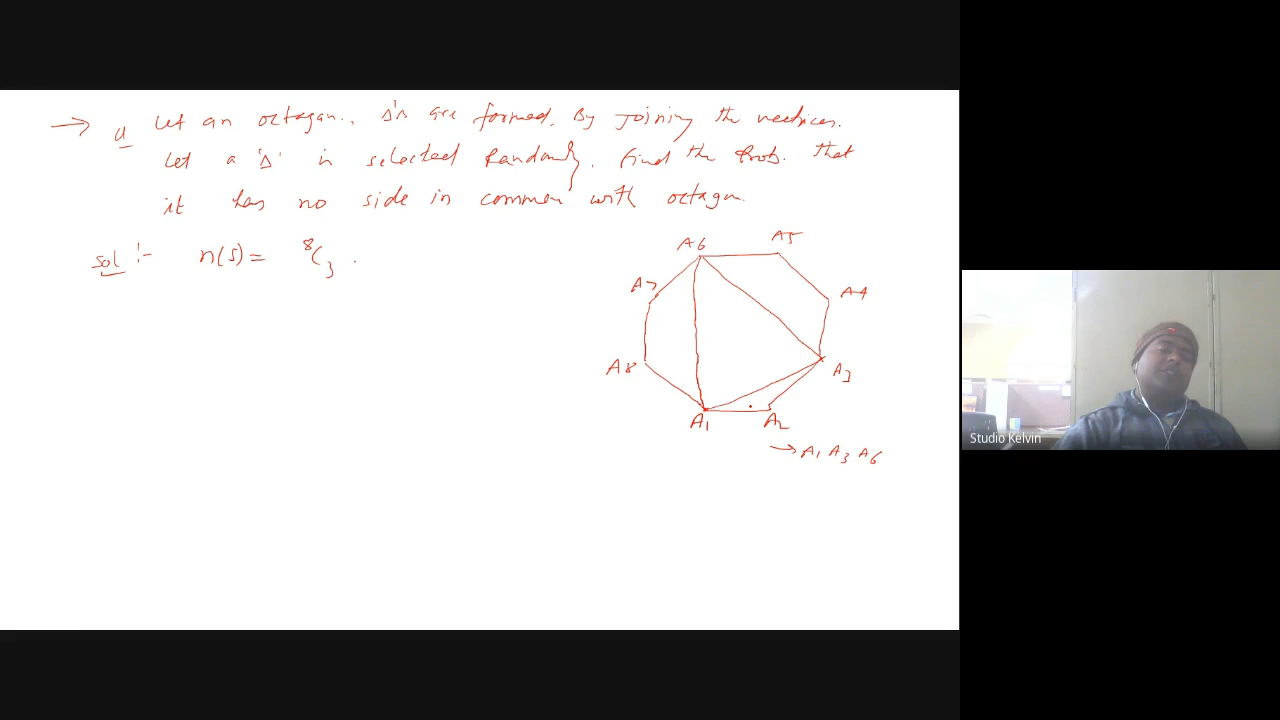 → Q Let an octagan., Δ's are formed. By joining the vertices.
Let a 'Δ' is selected Randomly. Find the Prob. that
it has no side in common with octagan.
Sol :- n(S) = ⁸C₃ .
A6 A5
A7 A4
A8 A3
A1 A2
→ A1 A3 A6
Studio Kelvin